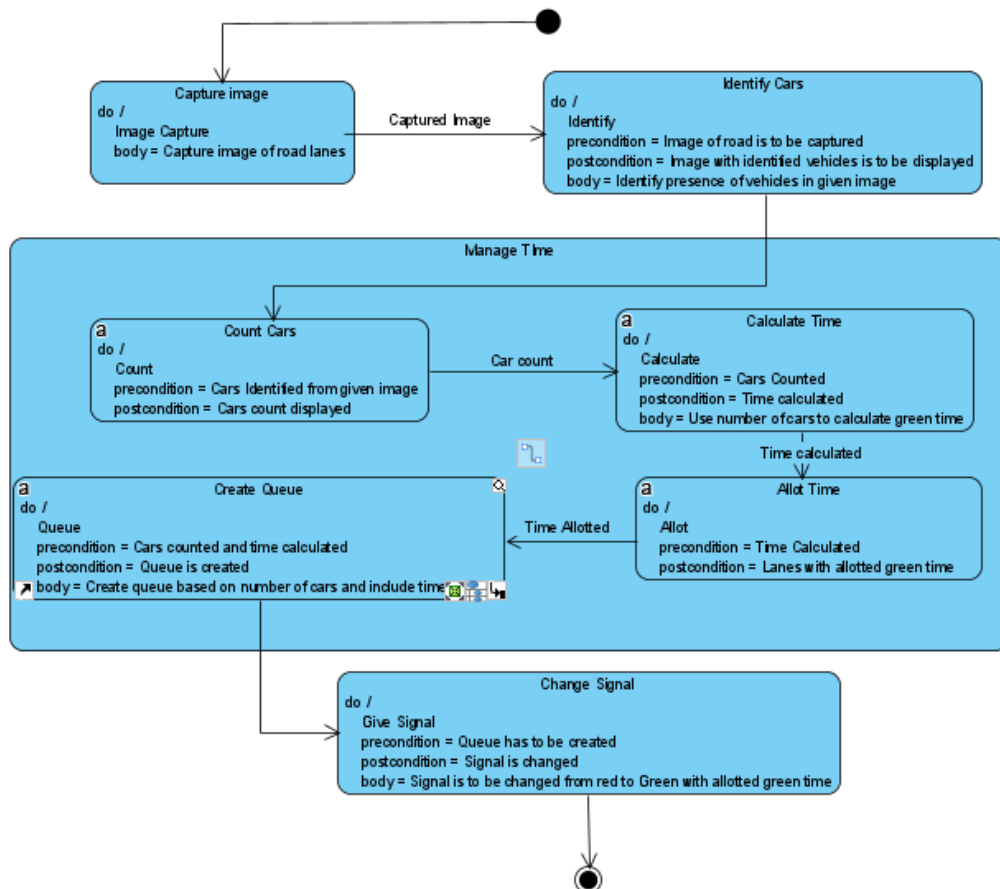 Capture image
do /
Image Capture
body = Capture image of road lanes
Captured Image
Identify Cars
do /
Identify
precondition = Image of road is to be captured
postcondition = Image with identified vehicles is to be displayed
body = Identify presence of vehicles in given image
Manage TIme
a
Count Cars
do /
Count
precondition = Cars Identified from given image
postcondition = Cars count displayed
Car count
a
Calculate Time
do /
Calculate
precondition = Cars Counted
postcondition = Time calculated
body = Use number of cars to calculate green time
Time calculated
a
Allot Time
do /
Allot
precondition = Time Calculated
postcondition = Lanes with allotted green time
Time Allotted
a
Create Queue
do /
Queue
precondition = Cars counted and time calculated
postcondition = Queue is created
body = Create queue based on number of cars and include time
Change Signal
do /
Give Signal
precondition = Queue has to be created
postcondition = Signal is changed
body = Signal is to be changed from red to Green with allotted green time